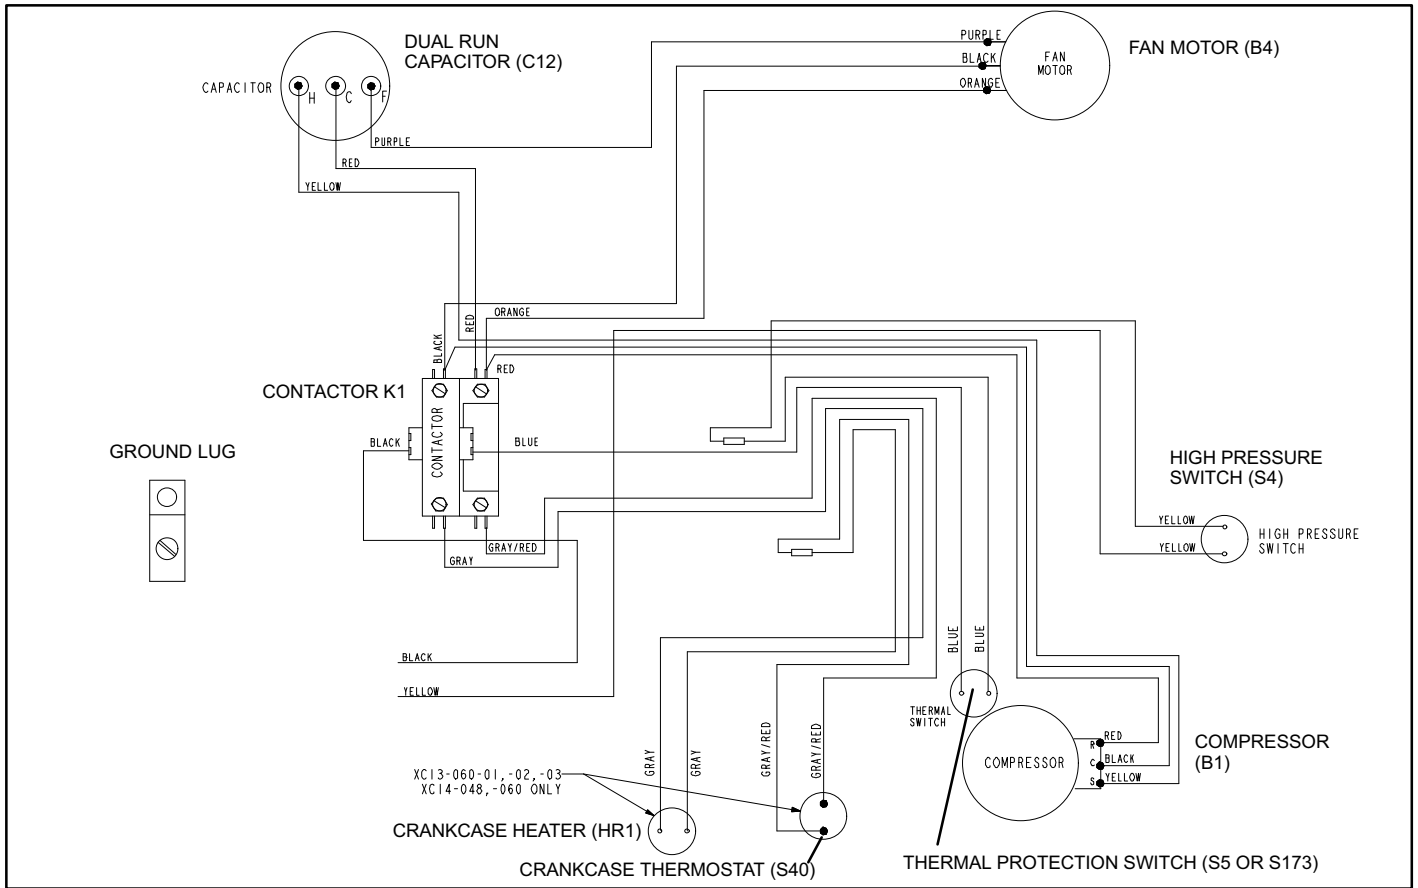 DUAL RUN
CAPACITOR (C12)
PURPLE
BLACK
ORANGE
FAN
MOTOR
FAN MOTOR (B4)
CAPACITOR
H
C
F
PURPLE
RED
YELLOW
ORANGE
RED
BLACK
RED
CONTACTOR K1
CONTACTOR
BLACK
BLUE
GROUND LUG
HIGH PRESSURE
SWITCH (S4)
YELLOW
YELLOW
HIGH PRESSURE
SWITCH
GRAY/RED
GRAY
BLACK
YELLOW
BLUE
BLUE
THERMAL
SWITCH
GRAY
GRAY
GRAY/RED
GRAY/RED
COMPRESSOR
R
RED
C
BLACK
S
YELLOW
COMPRESSOR
(B1)
XC13-060-01,-02,-03
XC14-048,-060 ONLY
CRANKCASE HEATER (HR1)
CRANKCASE THERMOSTAT (S40)
THERMAL PROTECTION SWITCH (S5 OR S173)